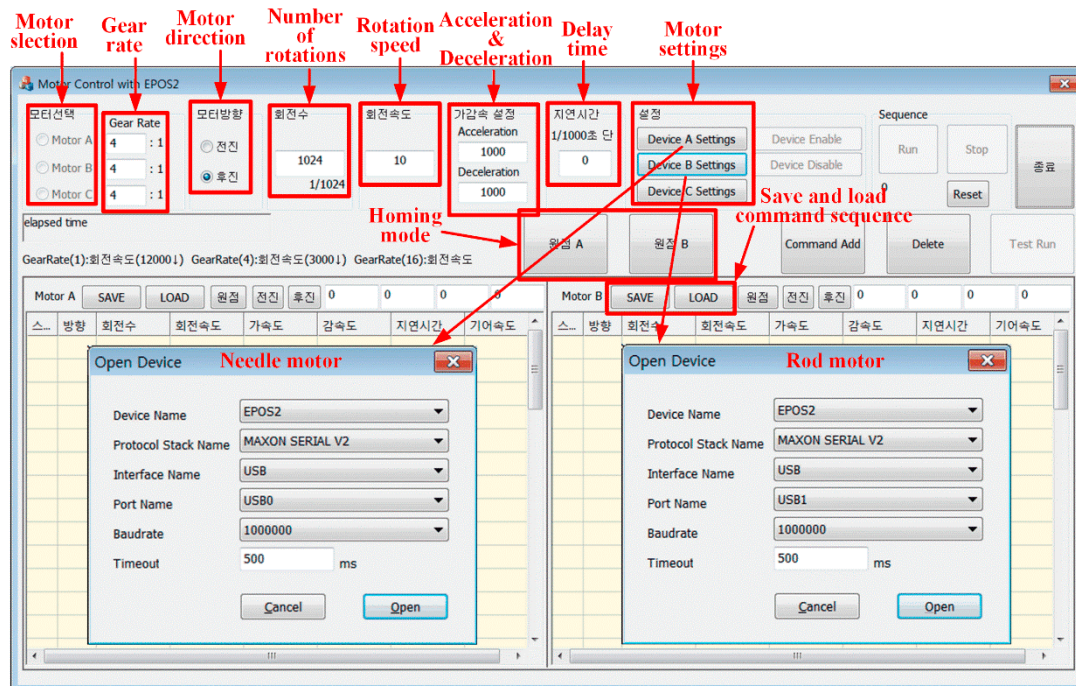 Motor slection
Gear rate
Motor direction
Number of rotations
Rotation speed
Acceleration & Deceleration
Delay time
Motor settings
Motor Control with EPOS2
모터선택
Motor A
Motor B
Motor C
Gear Rate
4 : 1
4 : 1
4 : 1
모터방향
전진
후진
회전수
1024
1/1024
회전속도
10
가감속 설정
Acceleration
1000
Deceleration
1000
지연시간
1/1000초 단
0
설정
Device A Settings
Device B Settings
Device C Settings
Device Enable
Device Disable
Sequence
Run
Stop
0
Reset
종료
elapsed time
Homing mode
Save and load command sequence
원점 A
원점 B
Command Add
Delete
Test Run
GearRate(1):회전속도(12000↓) GearRate(4):회전속도(3000↓) GearRate(16):회전속도
Motor A SAVE LOAD 원점 전진 후진 0 0 0 0
스... 방향 회전수 회전속도 가속도 감속도 지연시간 기어속도
Motor B SAVE LOAD 원점 전진 후진 0 0 0 0
스... 방향 회전수 회전속도 가속도 감속도 지연시간 기어속도
Open Device Needle motor
Device Name EPOS2
Protocol Stack Name MAXON SERIAL V2
Interface Name USB
Port Name USB0
Baudrate 1000000
Timeout 500 ms
Cancel Open
Open Device Rod motor
Device Name EPOS2
Protocol Stack Name MAXON SERIAL V2
Interface Name USB
Port Name USB1
Baudrate 1000000
Timeout 500 ms
Cancel Open